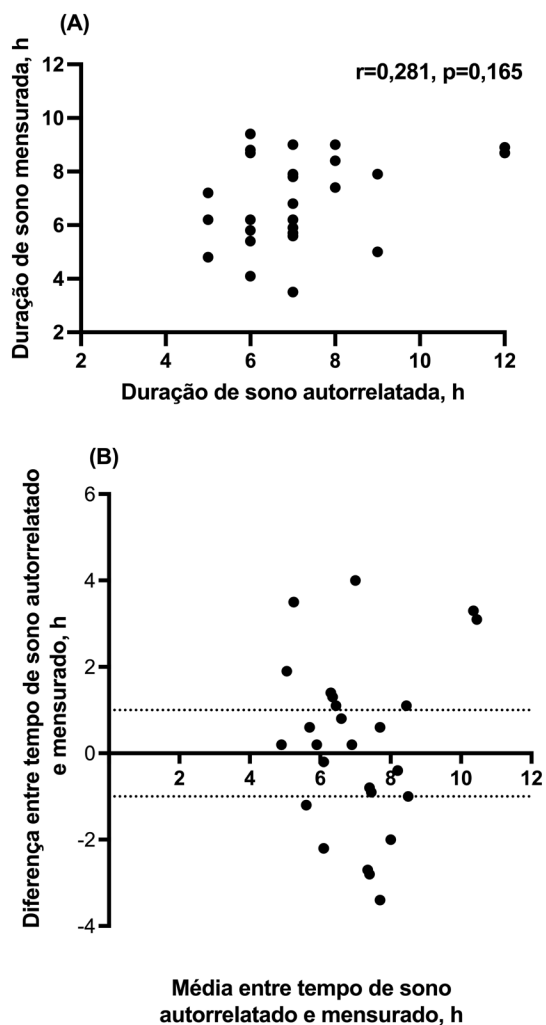 (A)
r=0,281, p=0,165
Duração de sono mensurada, h
12
10
8
6
4
2
2
4
6
8
10
12
Duração de sono autorrelatada, h
(B)
Diferença entre tempo de sono autorrelatado
e mensurado, h
6
4
2
0
-2
-4
2
4
6
8
10
12
Média entre tempo de sono
autorrelatado e mensurado, h